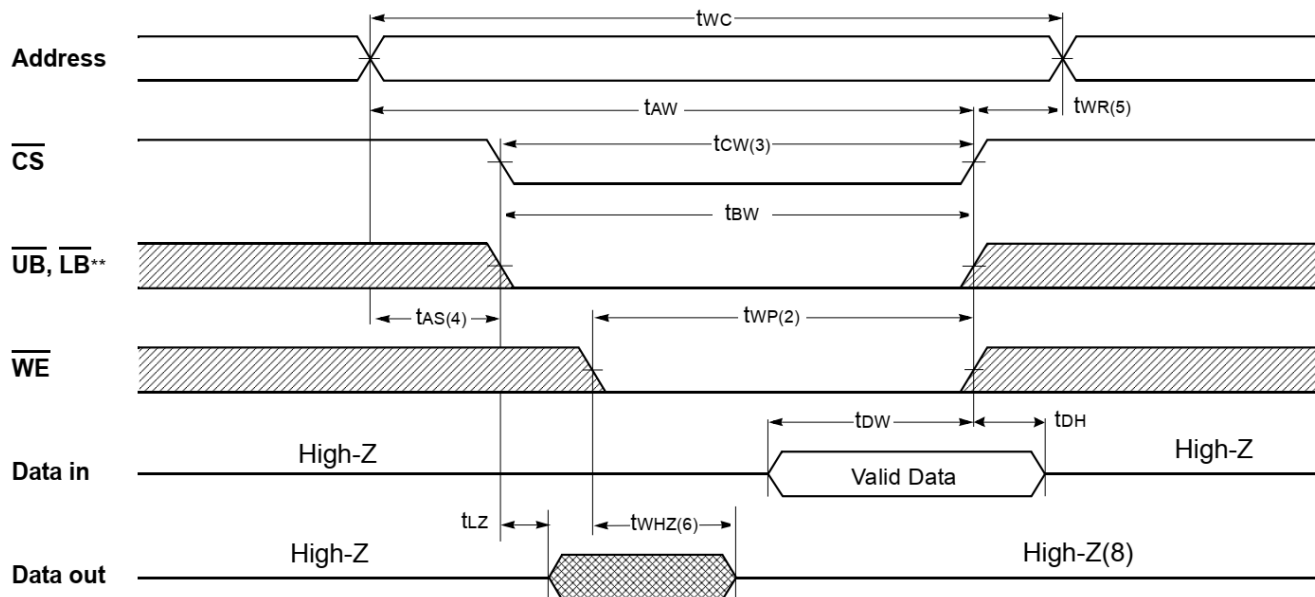 tWC
Address
tAW tWR(5)
CS tCW(3)
tBW
UB, LB**
tAS(4) tWP(2)
WE
tDW tDH
Data in High-Z Valid Data High-Z
tLZ tWHZ(6)
Data out High-Z High-Z(8)